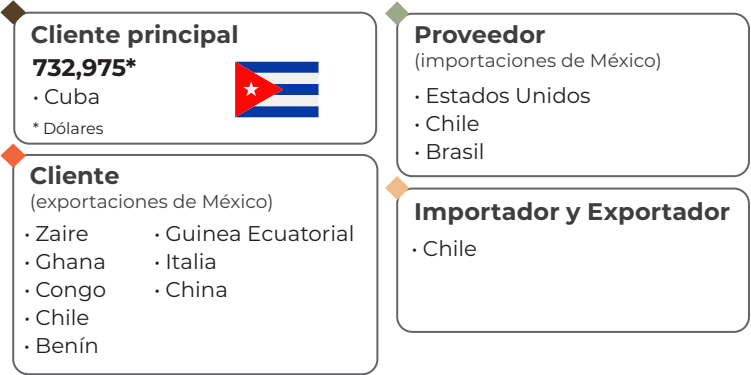 Cliente principal
732,975*
• Cuba
* Dólares
Cliente
(exportaciones de México)
• Zaire
• Ghana
• Congo
• Chile
• Benín
• Guinea Ecuatorial
• Italia
• China
Proveedor
(importaciones de México)
• Estados Unidos
• Chile
• Brasil
Importador y Exportador
• Chile